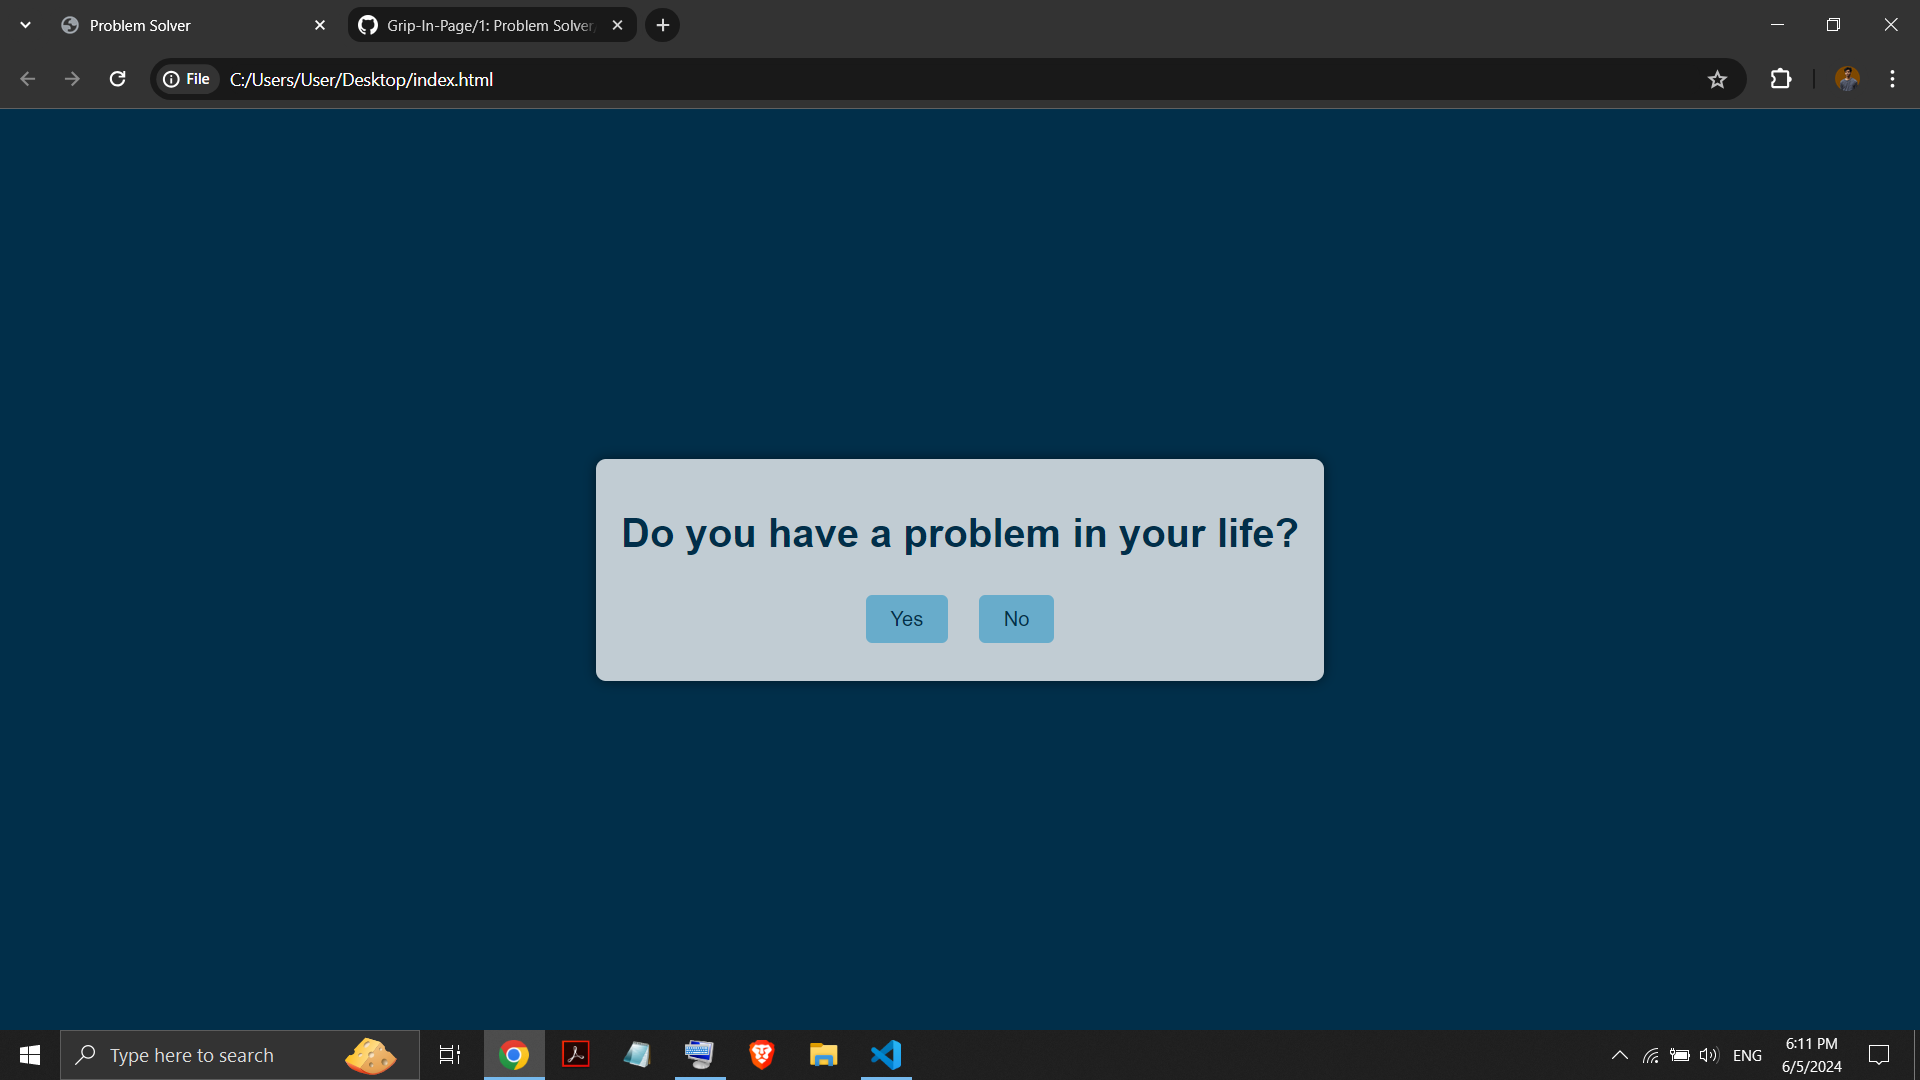 Problem Solver
Grip-In-Page/1: Problem Solver
File
C:/Users/User/Desktop/index.html
Do you have a problem in your life?
Yes
No
Type here to search
ENG
6:11 PM
6/5/2024